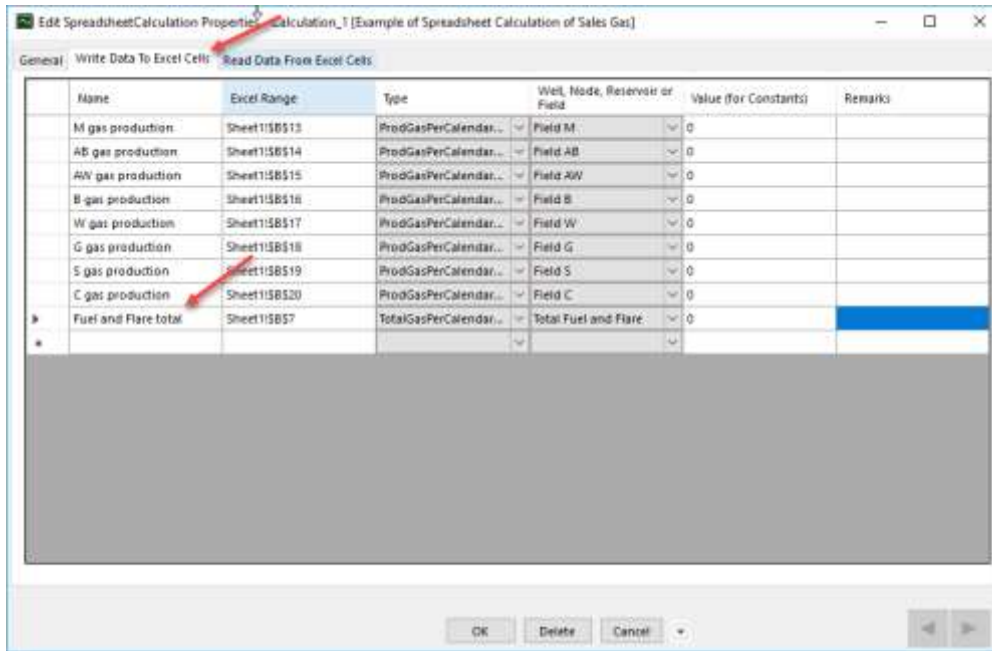 Edit SpreadsheetCalculation Properties Calculation_1 [Example of Spreadsheet Calculation of Sales Gas]
General Write Data To Excel Cells Read Data From Excel Cells
Name Excel Range Type Well, Node, Reservoir or Field Value (for Constants) Remarks
M gas production Sheet1!$B$13 ProdGasPerCalendar... Field M 0
AB gas production Sheet1!$B$14 ProdGasPerCalendar... Field AB 0
AW gas production Sheet1!$B$15 ProdGasPerCalendar... Field AW 0
B gas production Sheet1!$B$16 ProdGasPerCalendar... Field B 0
W gas production Sheet1!$B$17 ProdGasPerCalendar... Field W 0
G gas production Sheet1!$B$18 ProdGasPerCalendar... Field G 0
S gas production Sheet1!$B$19 ProdGasPerCalendar... Field S 0
C gas production Sheet1!$B$20 ProdGasPerCalendar... Field C 0
Fuel and Flare total Sheet1!$B$7 TotalGasPerCalendar... Total Fuel and Flare 0
OK Delete Cancel